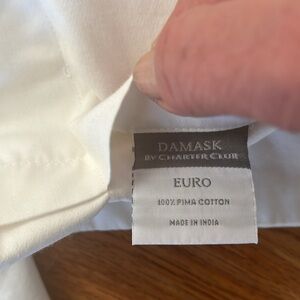 DAMASK
BY CHARTER CLUB
EURO
100% PIMA COTTON
MADE IN INDIA